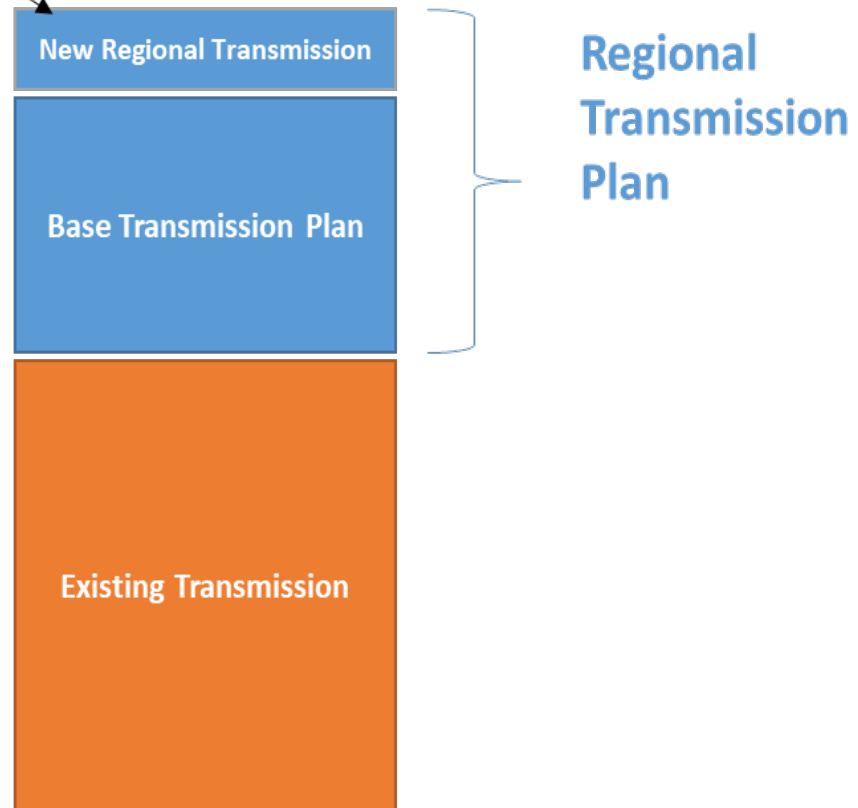 New Regional Transmission
Regional
Transmission
Plan
Base Transmission Plan
Existing Transmission